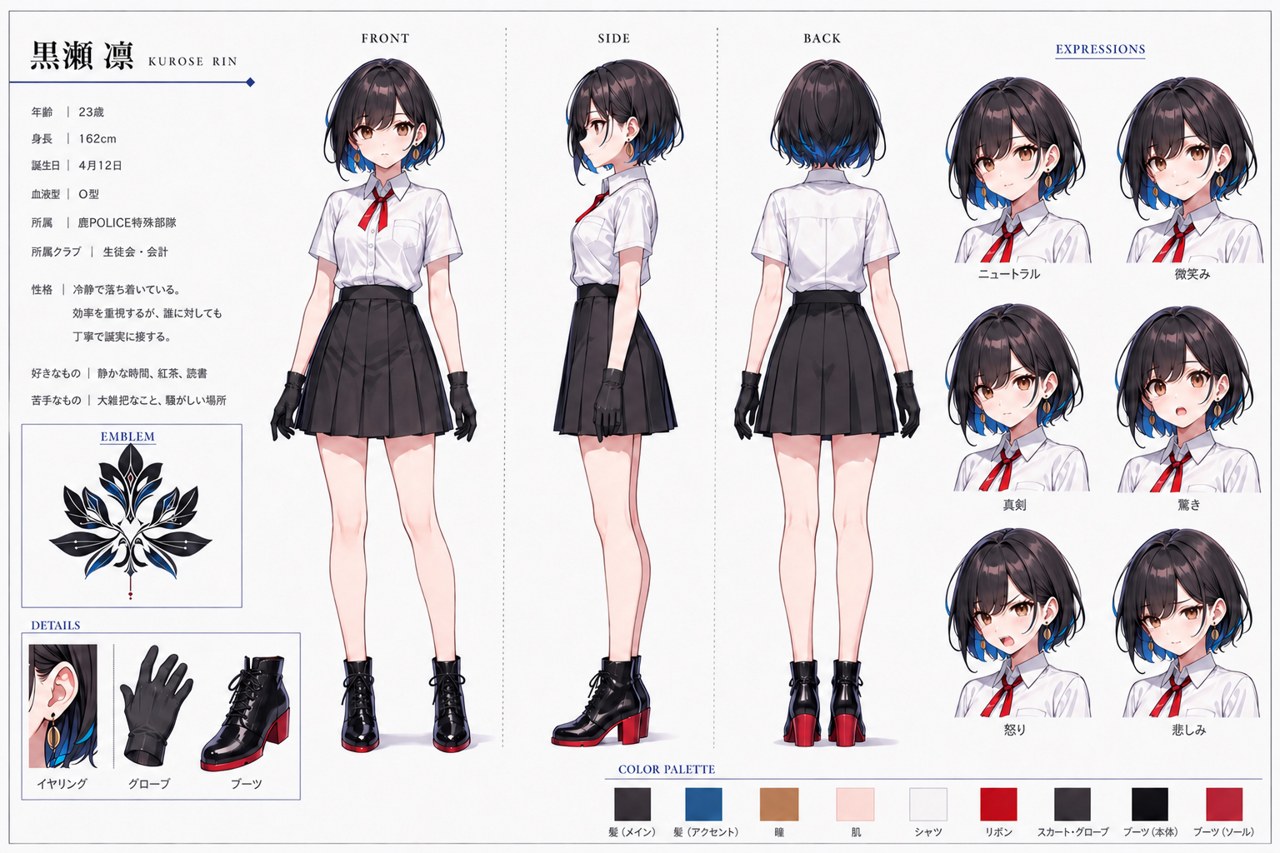 黒瀬 凛 KUROSE RIN
年齢 | 23歳
身長 | 162cm
誕生日 | 4月12日
血液型 | O型
所属 | 鹿POLICE特殊部隊
所属クラブ | 生徒会・会計
性格 | 冷静で落ち着いている。
効率を重視するが、誰に対しても
丁寧で誠実に接する。
好きなもの | 静かな時間、紅茶、読書
苦手なもの | 大雑把なこと、騒がしい場所
EMBLEM
DETAILS
イヤリング
グローブ
ブーツ
FRONT
SIDE
BACK
EXPRESSIONS
ニュートラル
微笑み
真剣
驚き
怒り
悲しみ
COLOR PALETTE
髪（メイン）
髪（アクセント）
瞳
肌
シャツ
リボン
スカート・グローブ
ブーツ（本体）
ブーツ（ソール）